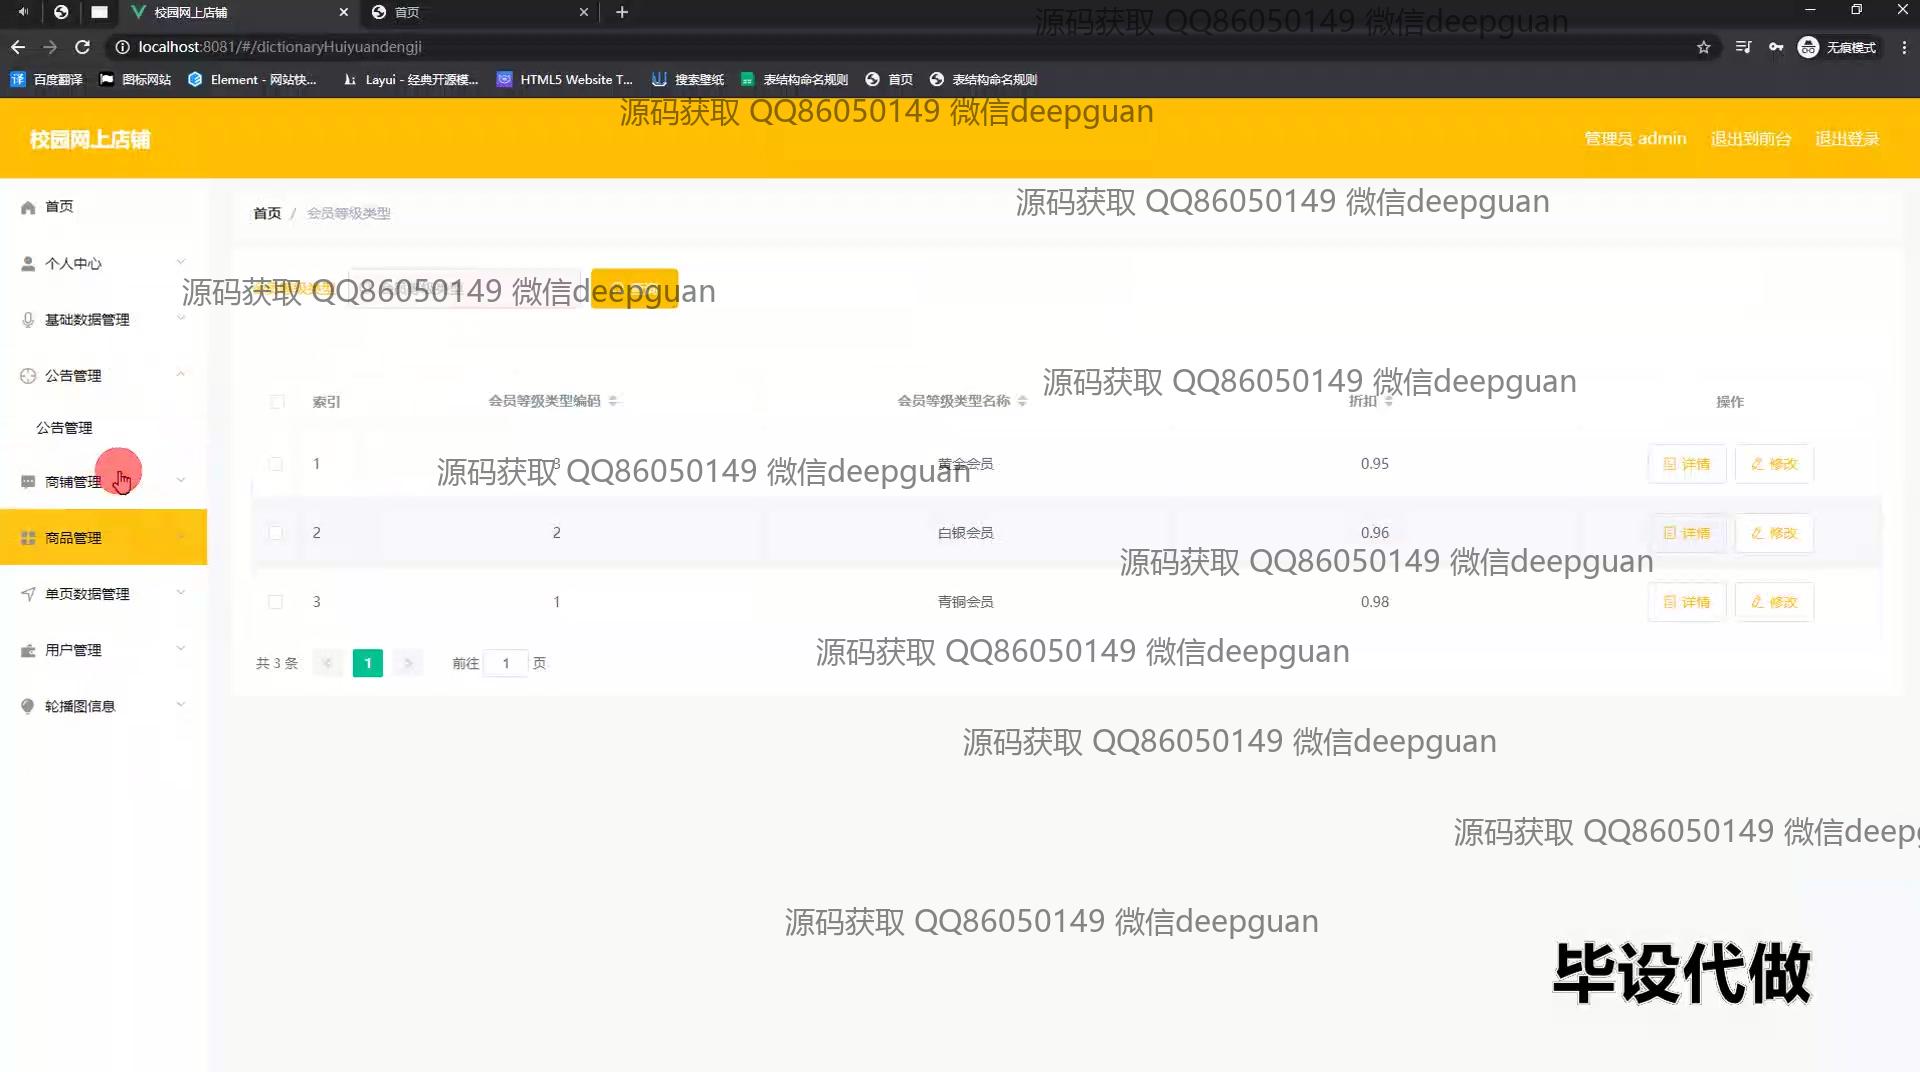 校园网上店铺
首页
源码获取 QQ86050149 微信deepguan
localhost:8081/#/dictionaryHuiyuandengji
无痕模式
百度翻译
图标网站
Element - 网站快...
Layui - 经典开源模...
HTML5 Website T...
搜索壁纸
表结构命名规则
首页
表结构命名规则
源码获取 QQ86050149 微信deepguan
校园网上店铺
管理员 admin
退出到前台
退出登录
首页
首页 / 会员等级类型
源码获取 QQ86050149 微信deepguan
个人中心
源码获取 QQ86050149 微信deepguan
基础数据管理
公告管理
源码获取 QQ86050149 微信deepguan
索引
会员等级类型编码
会员等级类型名称
折扣
操作
公告管理
1
3
黄金会员
0.95
详情
修改
源码获取 QQ86050149 微信deepguan
商铺管理
商品管理
2
2
白银会员
0.96
详情
修改
源码获取 QQ86050149 微信deepguan
单页数据管理
3
1
青铜会员
0.98
详情
修改
用户管理
共 3 条
1
前往 1 页
源码获取 QQ86050149 微信deepguan
轮播图信息
源码获取 QQ86050149 微信deepguan
源码获取 QQ86050149 微信deep
源码获取 QQ86050149 微信deepguan
毕设代做